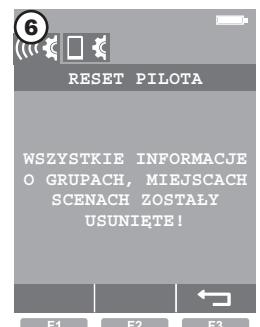 6
RESET PILOTA
WSZYSTKIE INFORMACJE
O GRUPACH, MIEJSCACH
SCENACH ZOSTAŁY
USUNIĘTE!
F1 F2 F3